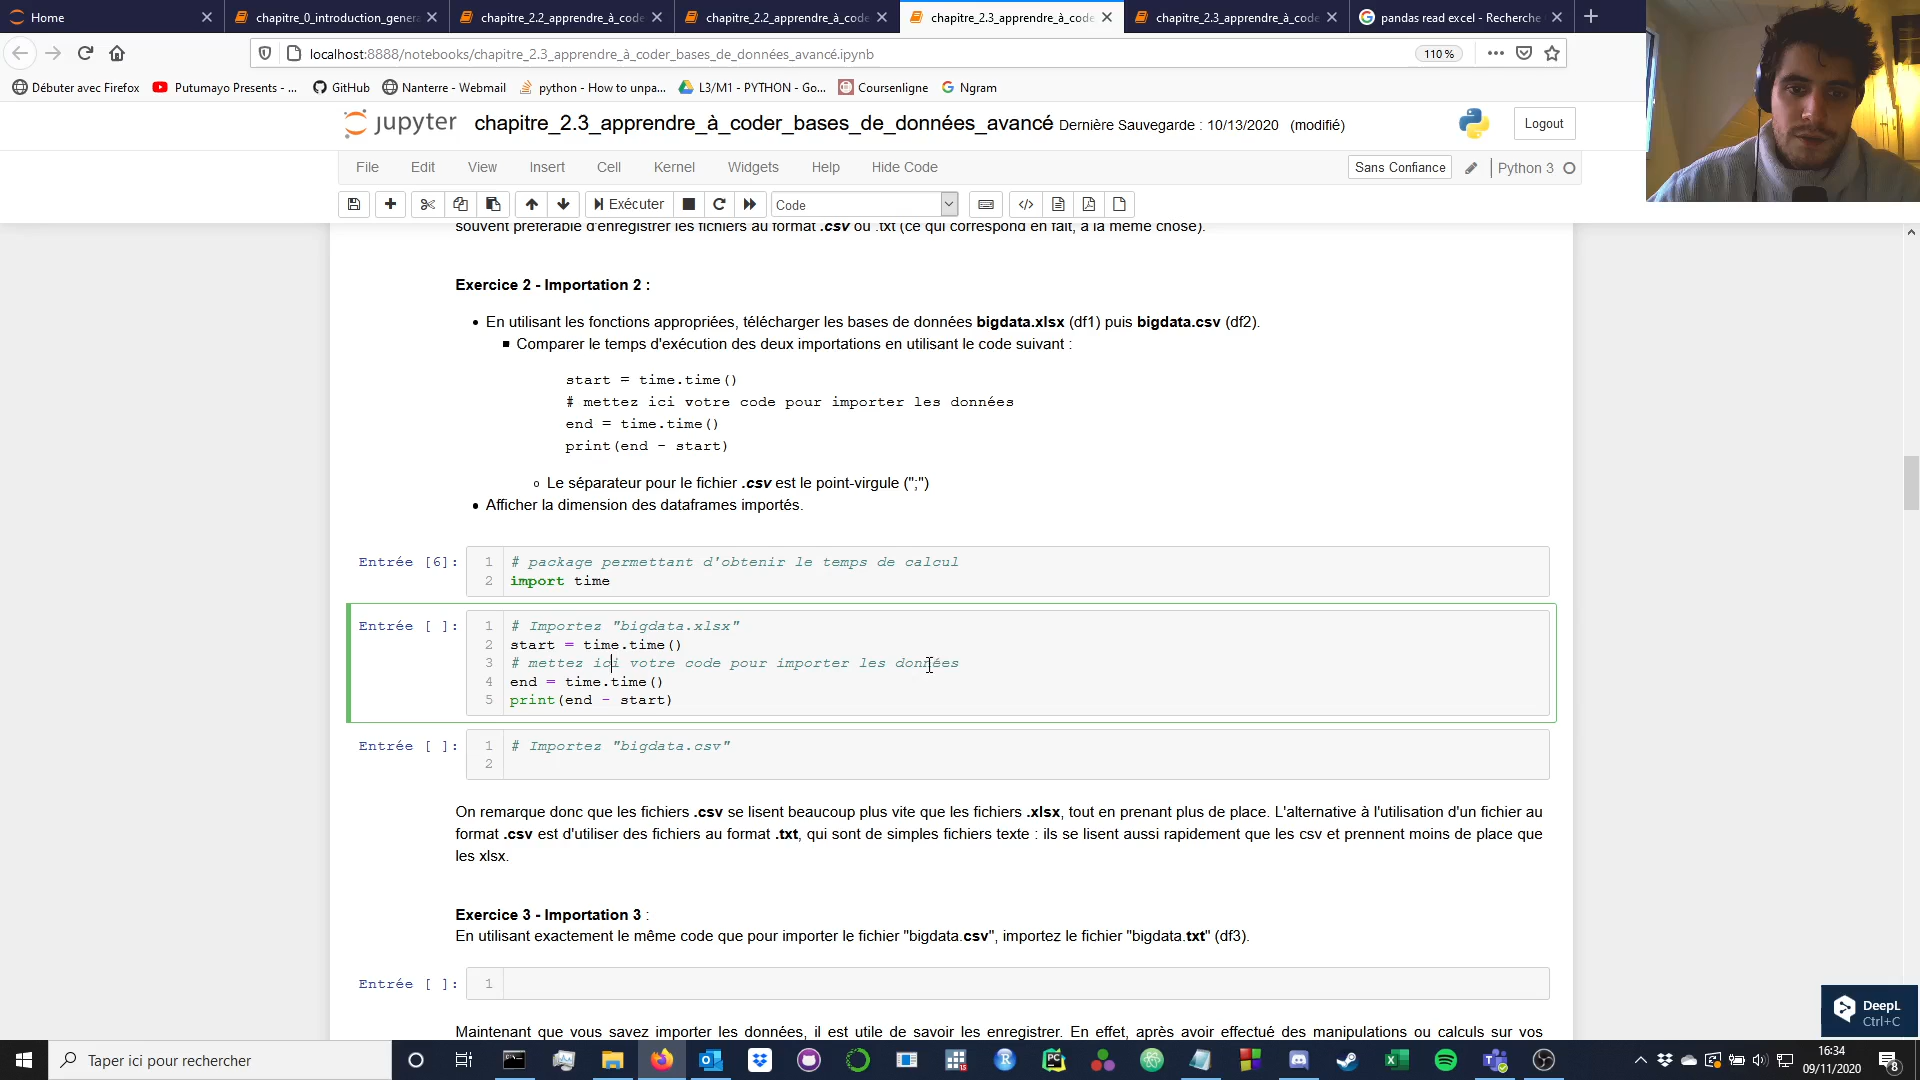 Home
chapitre_0_introduction_genera
chapitre_2.2_apprendre_à_code
chapitre_2.2_apprendre_à_code
chapitre_2.3_apprendre_à_code
chapitre_2.3_apprendre_à_code
pandas read excel - Recherche
localhost:8888/notebooks/chapitre_2.3_apprendre_à_coder_bases_de_données_avancé.ipynb
110 %
Débuter avec Firefox
Putumayo Presents - ...
GitHub
Nanterre - Webmail
python - How to unpa...
L3/M1 - PYTHON - Go...
Coursenligne
Ngram
jupyter
chapitre_2.3_apprendre_à_coder_bases_de_données_avancé Dernière Sauvegarde : 10/13/2020 (modifié)
Logout
File Edit View Insert Cell Kernel Widgets Help Hide Code
Sans Confiance
Python 3
Exécuter
Code
souvent préférable d'enregistrer les fichiers au format .csv ou .txt (ce qui correspond en fait, à la même chose).
Exercice 2 - Importation 2 :
En utilisant les fonctions appropriées, télécharger les bases de données bigdata.xlsx (df1) puis bigdata.csv (df2).
Comparer le temps d'exécution des deux importations en utilisant le code suivant :
start = time.time()
# mettez ici votre code pour importer les données
end = time.time()
print(end - start)
Le séparateur pour le fichier .csv est le point-virgule (";")
Afficher la dimension des dataframes importés.
Entrée [6]:
1 # package permettant d'obtenir le temps de calcul
2 import time
Entrée [ ]:
1 # Importez "bigdata.xlsx"
2 start = time.time()
3 # mettez ici votre code pour importer les données
4 end = time.time()
5 print(end - start)
Entrée [ ]:
1 # Importez "bigdata.csv"
2
On remarque donc que les fichiers .csv se lisent beaucoup plus vite que les fichiers .xlsx, tout en prenant plus de place. L'alternative à l'utilisation d'un fichier au
format .csv est d'utiliser des fichiers au format .txt, qui sont de simples fichiers texte : ils se lisent aussi rapidement que les csv et prennent moins de place que
les xlsx.
Exercice 3 - Importation 3 :
En utilisant exactement le même code que pour importer le fichier "bigdata.csv", importez le fichier "bigdata.txt" (df3).
Entrée [ ]:
1
Maintenant que vous savez importer les données, il est utile de savoir les enregistrer. En effet, après avoir effectué des manipulations ou calculs sur vos
DeepL
Ctrl+C
Taper ici pour rechercher
16:34
09/11/2020
8